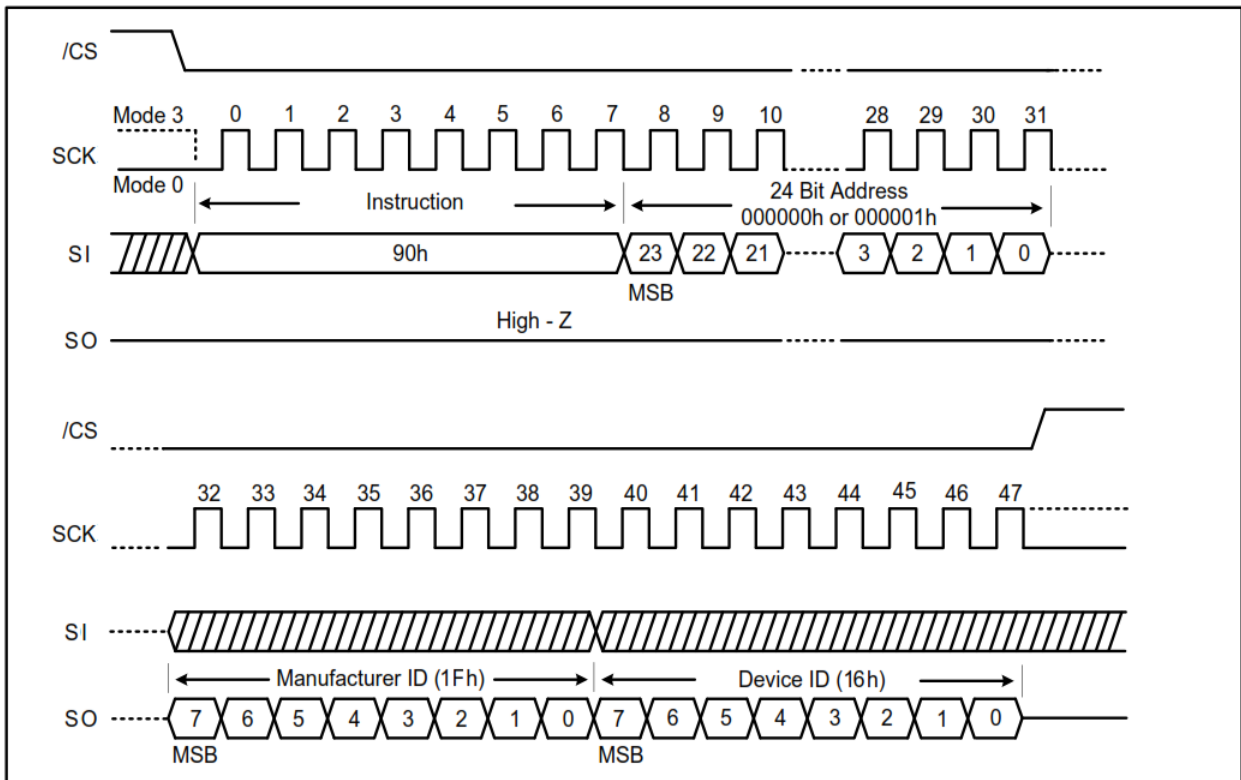 /CS
Mode 3 0 1 2 3 4 5 6 7 8 9 10 28 29 30 31
SCK
Mode 0
Instruction 24 Bit Address
000000h or 000001h
SI 90h 23 22 21 3 2 1 0
MSB
High - Z
SO
/CS
32 33 34 35 36 37 38 39 40 41 42 43 44 45 46 47
SCK
SI
Manufacturer ID (1Fh) Device ID (16h)
SO 7 6 5 4 3 2 1 0 7 6 5 4 3 2 1 0
MSB MSB